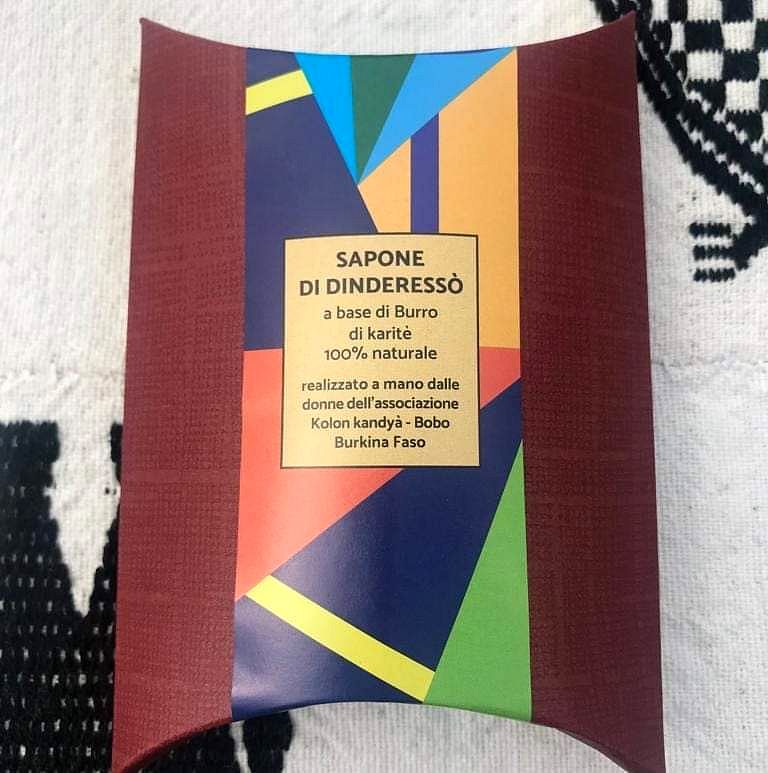 SAPONE
DI DINDERESSÒ
a base di Burro
di karitè
100% naturale
realizzato a mano dalle
donne dell'associazione
Kolon kandyà - Bobo
Burkina Faso